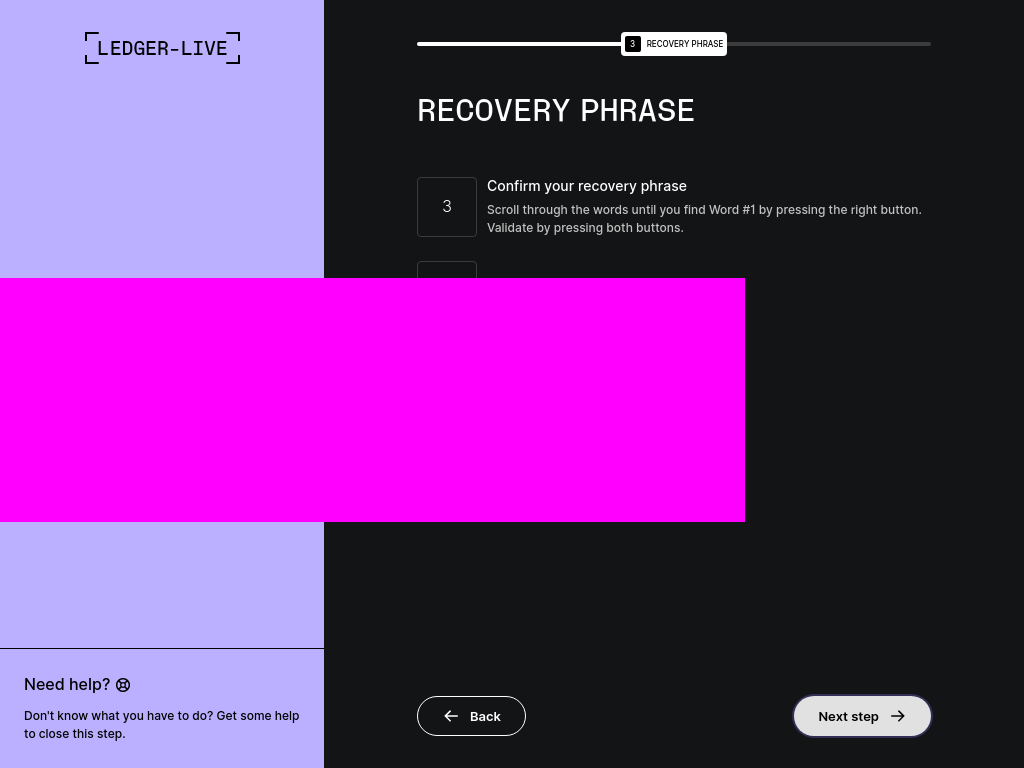 LEDGER-LIVE
3 RECOVERY PHRASE
RECOVERY PHRASE
3
Confirm your recovery phrase
Scroll through the words until you find Word #1 by pressing the right button.
Validate by pressing both buttons.
Need help?
Don't know what you have to do? Get some help
to close this step.
Back
Next step